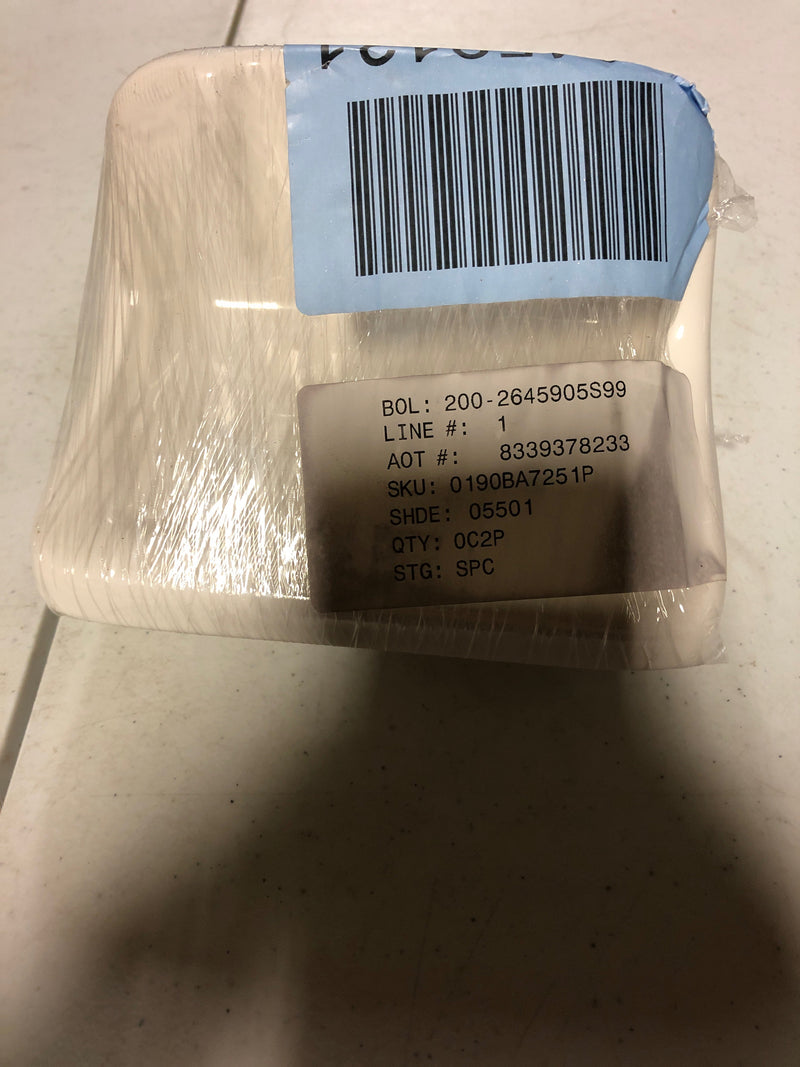 BOL: 200-2645905S99
LINE #: 1
AOT #: 8339378233
SKU: 0190BA7251P
SHDE: 05501
QTY: 0C2P
STG: SPC